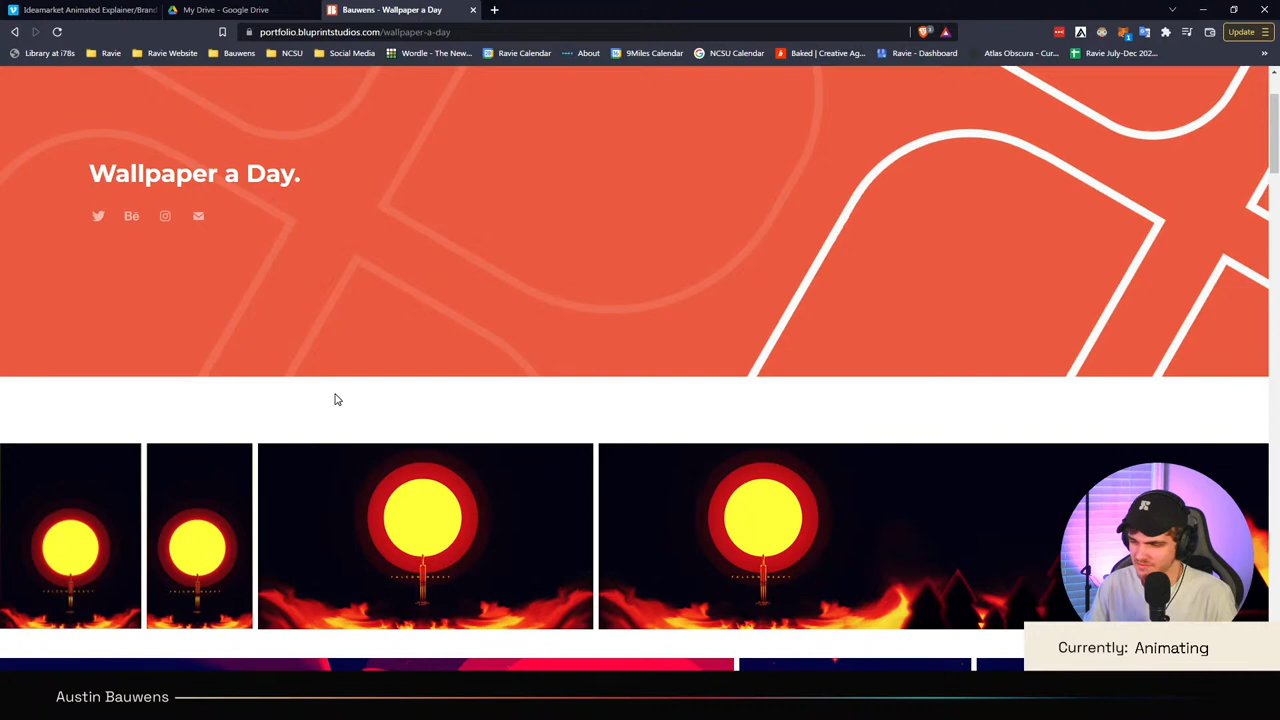 Ideamarket Animated Explainer/Brand
My Drive - Google Drive
Bauwens - Wallpaper a Day
portfolio.bluprintstudios.com/wallpaper-a-day
Update
Library at i78s
Ravie
Ravie Website
Bauwens
NCSU
Social Media
Wordle - The New...
Ravie Calendar
About
9Miles Calendar
NCSU Calendar
Baked | Creative Ag...
Ravie - Dashboard
Atlas Obscura - Cur...
Ravie July-Dec 202...
Wallpaper a Day.
Bē
Currently: Animating
Austin Bauwens